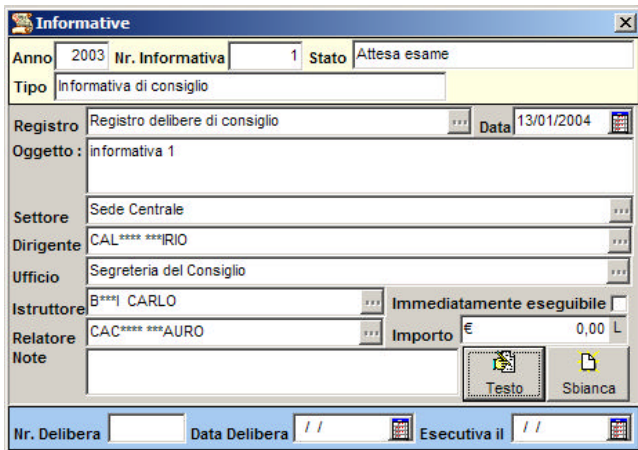 Informative
Anno 2003 Nr. Informativa 1 Stato Attesa esame
Tipo Informativa di consiglio
Registro Registro delibere di consiglio ... Data 13/01/2004
Oggetto : informativa 1
Settore Sede Centrale ...
Dirigente CAL**** ***IRIO ...
Ufficio Segreteria del Consiglio ...
Istruttore B***I CARLO ... Immediatamente eseguibile
Relatore CAC**** ***AURO ... Importo € 0,00 L
Note
Testo Sbianca
Nr. Delibera Data Delibera / / Esecutiva il / /